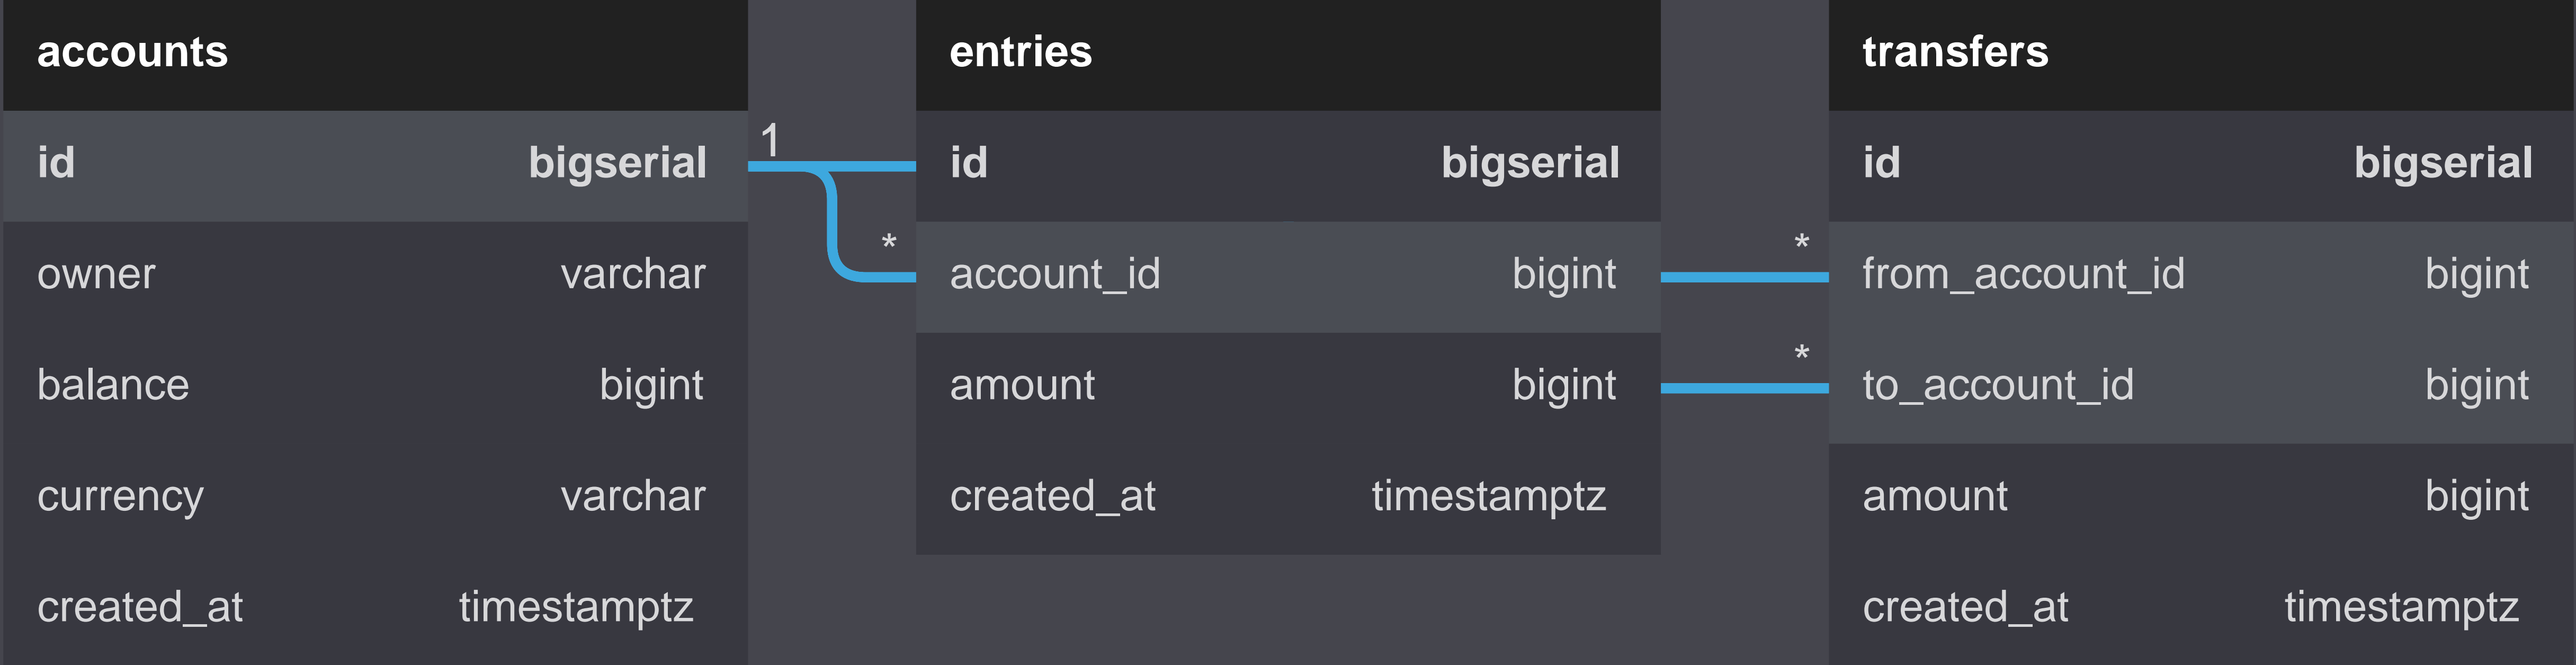 accounts
id bigserial
owner varchar
balance bigint
currency varchar
created_at timestamptz
1
*
entries
id bigserial
account_id bigint
amount bigint
created_at timestamptz
*
*
transfers
id bigserial
from_account_id bigint
to_account_id bigint
amount bigint
created_at timestamptz